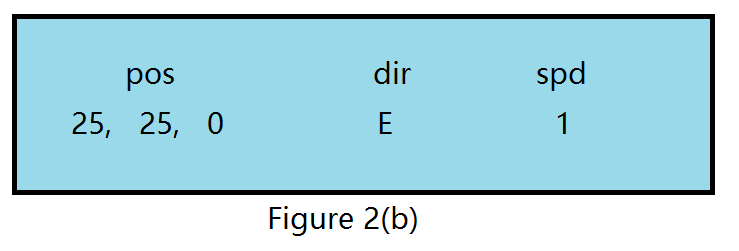 pos dir spd
25, 25, 0 E 1
Figure 2(b)